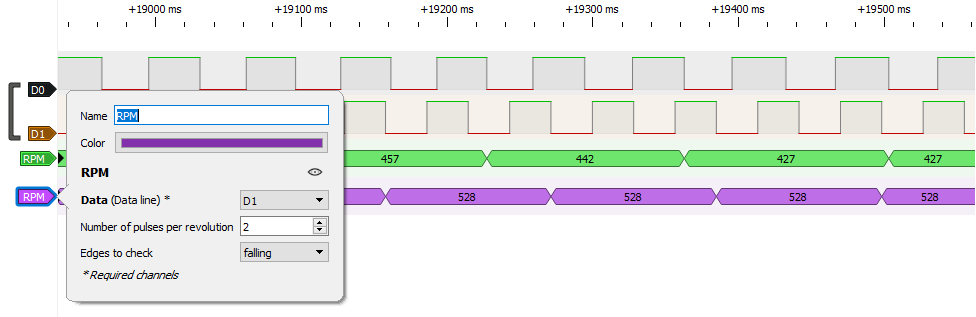 +19000 ms +19100 ms +19200 ms +19300 ms +19400 ms +19500 ms
D0
Name RPM
D1
Color
RPM 457 442 427 427
RPM
RPM 528 528 528 528
Data (Data line) * D1
Number of pulses per revolution 2
Edges to check falling
* Required channels